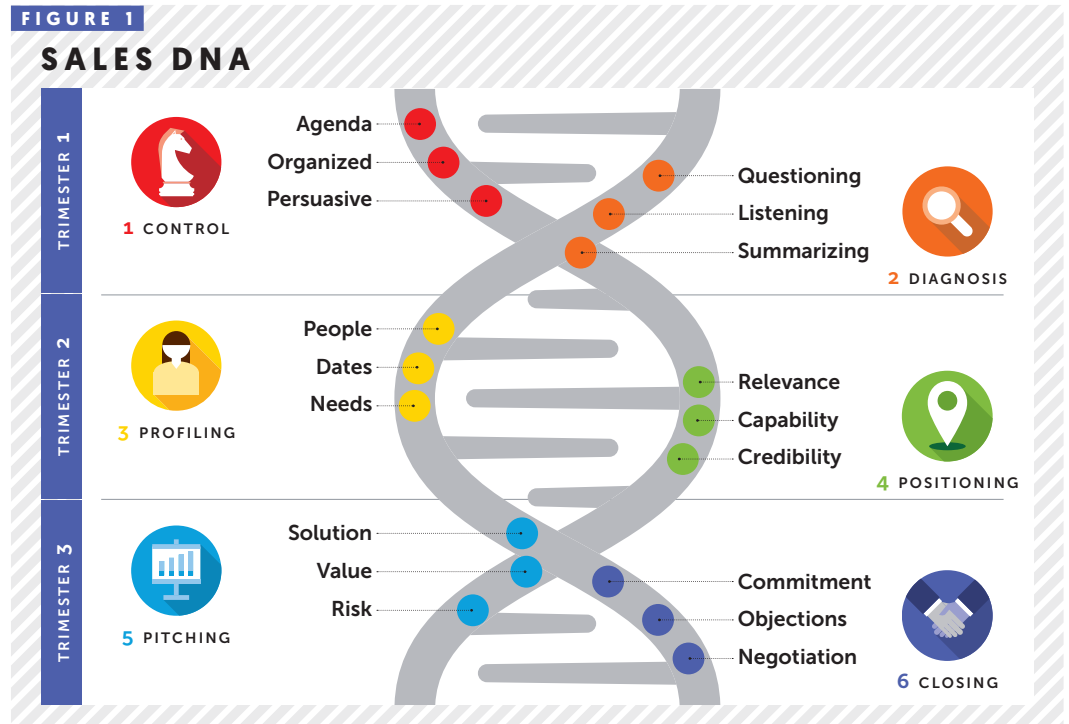 FIGURE 1
SALES DNA
TRIMESTER 1
Agenda
Organized
Persuasive
1 CONTROL
Questioning
Listening
Summarizing
2 DIAGNOSIS
TRIMESTER 2
People
Dates
Needs
3 PROFILING
Relevance
Capability
Credibility
4 POSITIONING
TRIMESTER 3
Solution
Value
Risk
5 PITCHING
Commitment
Objections
Negotiation
6 CLOSING